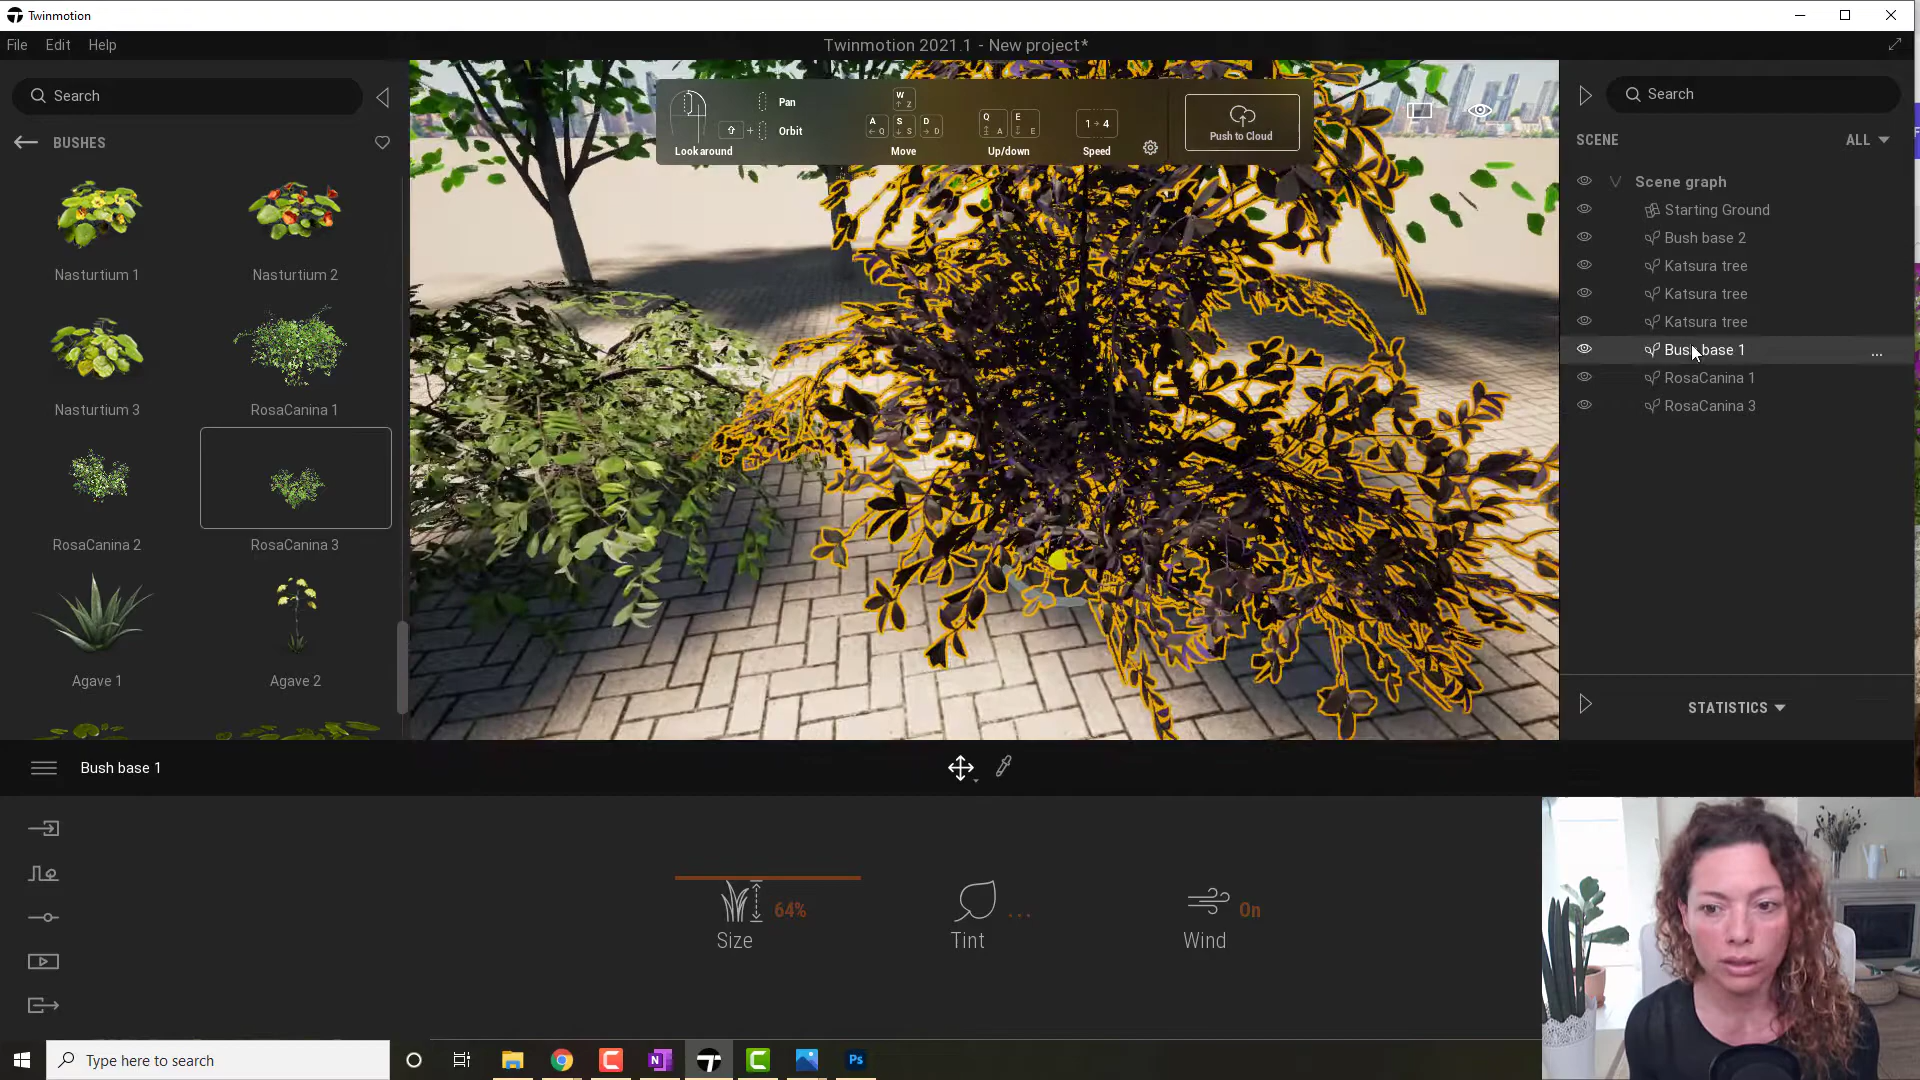 Twinmotion
File Edit Help
Twinmotion 2021.1 - New project*
Search
BUSHES
Nasturtium 1
Nasturtium 2
Nasturtium 3
RosaCanina 1
RosaCanina 2
RosaCanina 3
Agave 1
Agave 2
Look around
Pan
Orbit
W
Z
A Q
S S
D D
Move
Q A
E E
Up/down
1 → 4
Speed
Push to Cloud
Search
SCENE
ALL
Scene graph
Starting Ground
Bush base 2
Katsura tree
Katsura tree
Katsura tree
Bush base 1
...
RosaCanina 1
RosaCanina 3
STATISTICS
Bush base 1
64%
Size
...
Tint
On
Wind
Type here to search
N
Ps